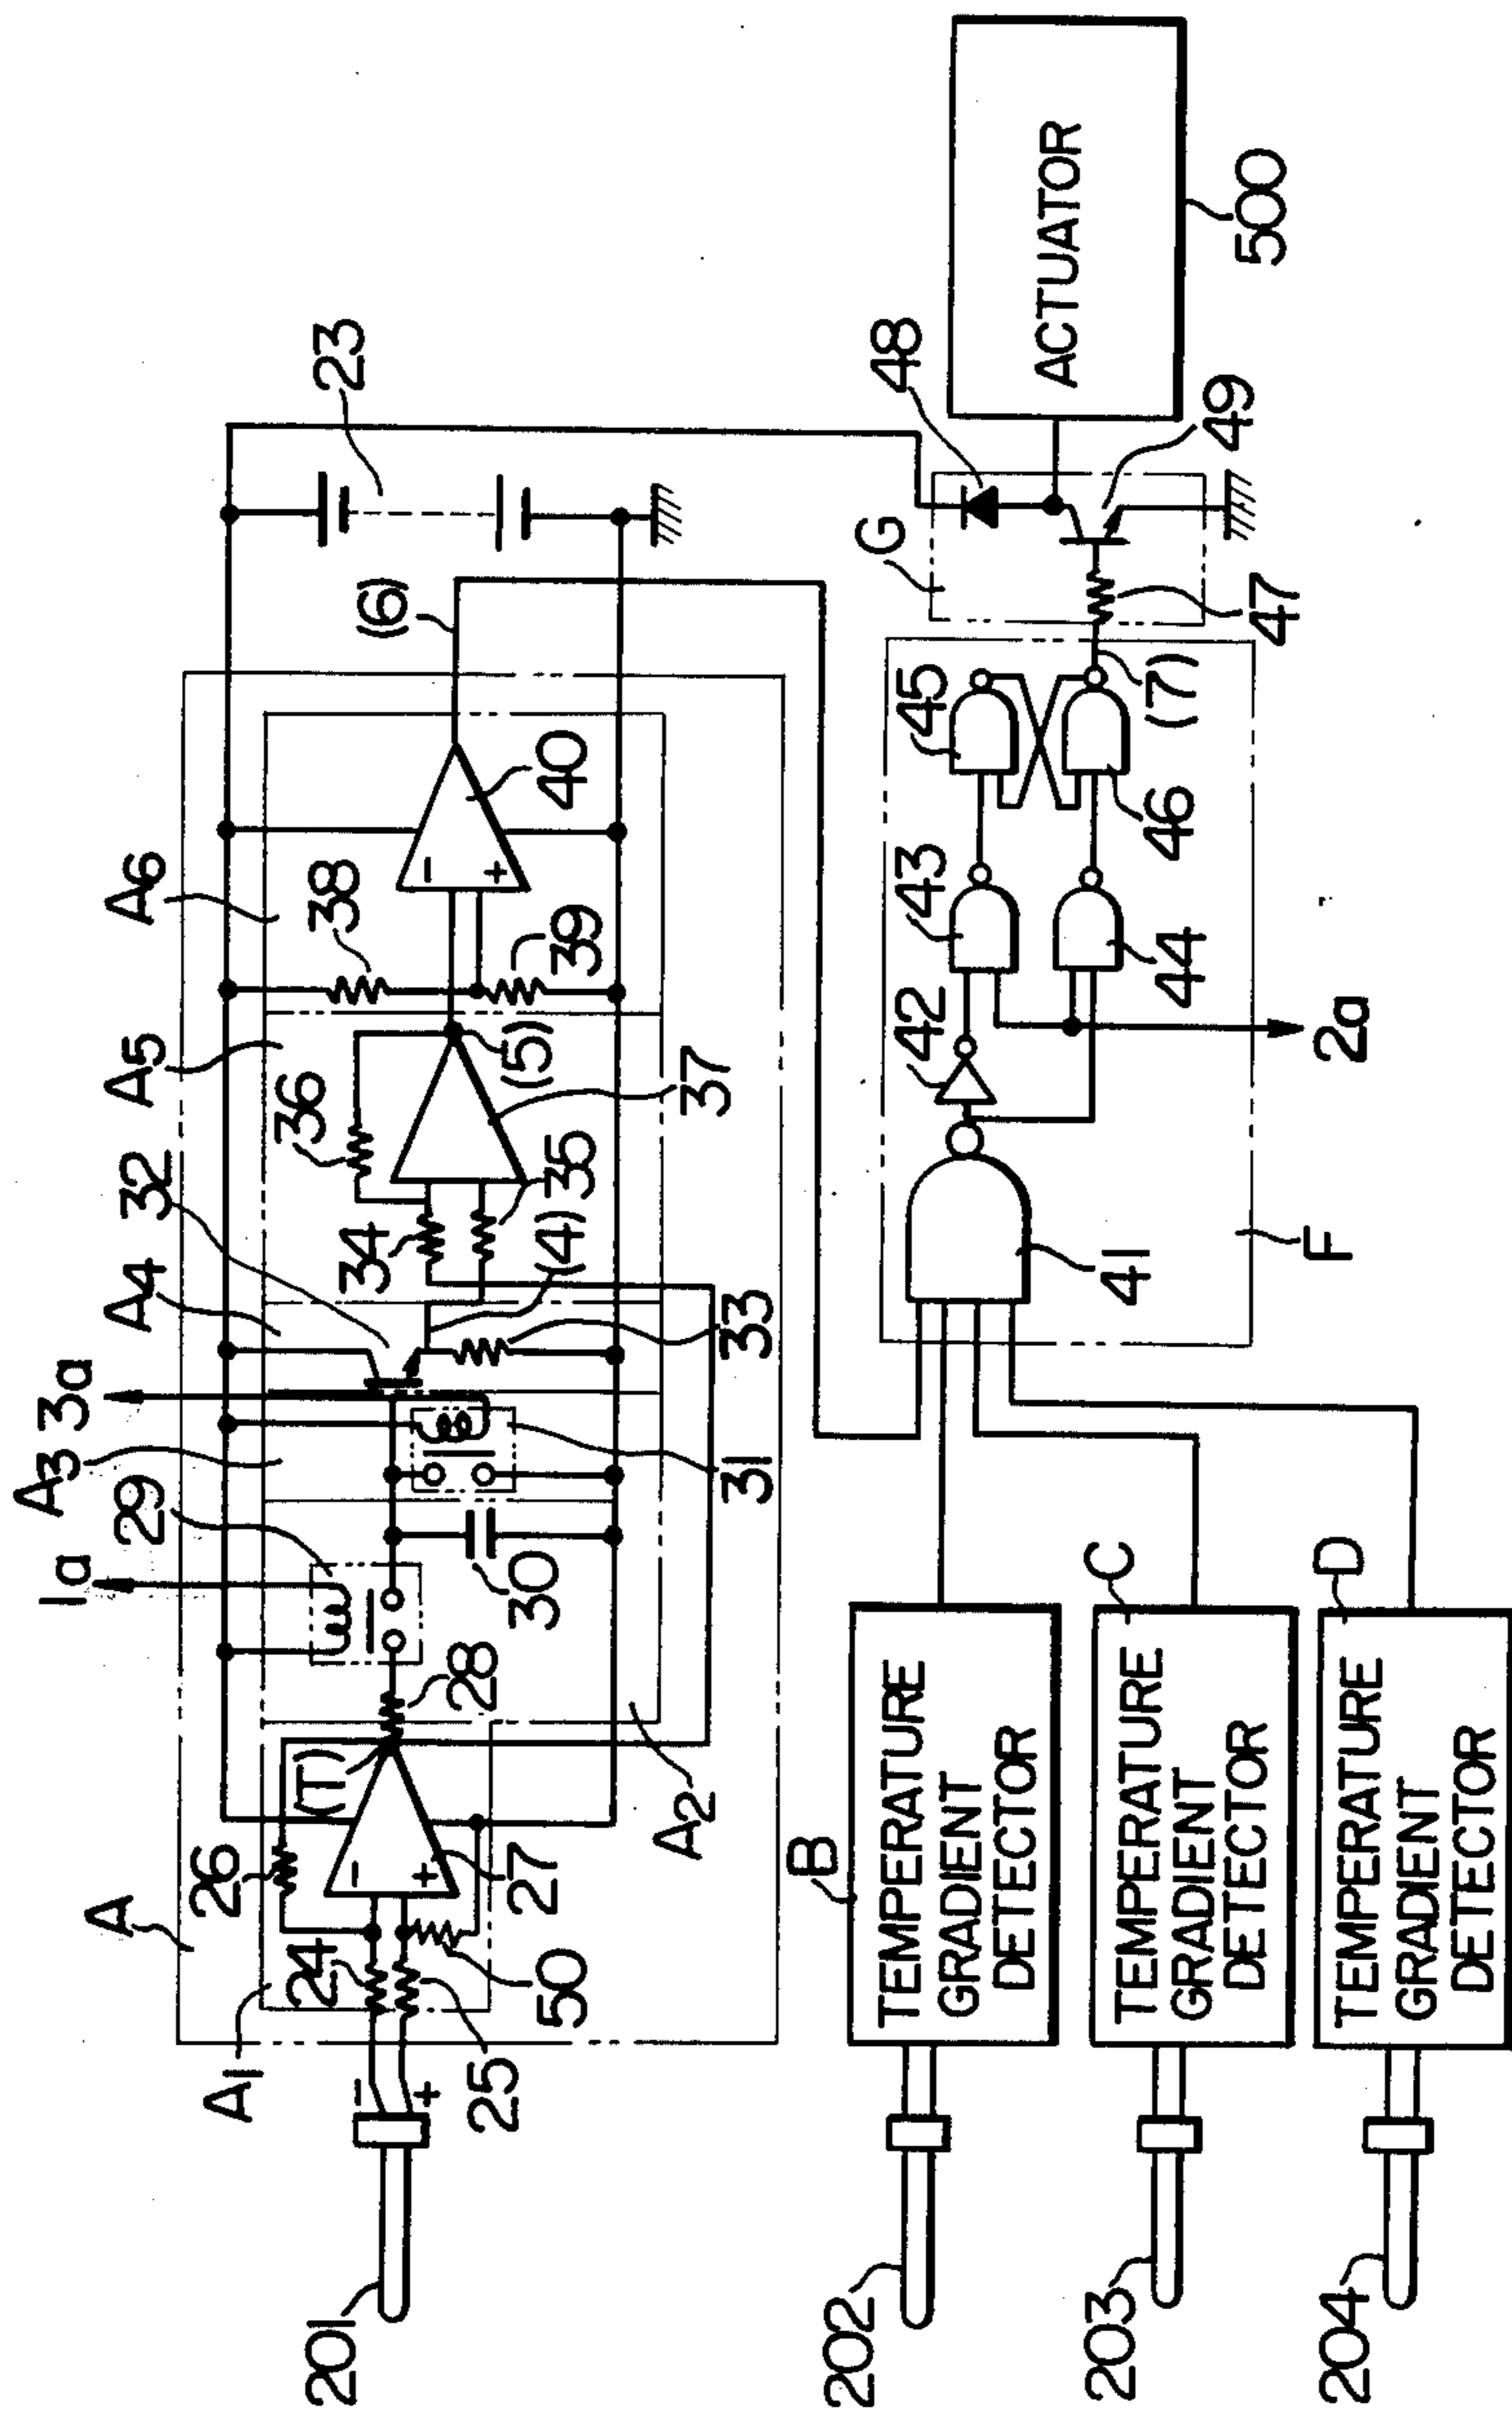 A
A1
A2
A3
A4
A5
A6
1a
3a
23
24
25
26
27
28
29
30
31
32
33
34
35
36
37
38
39
40
50
(T)
(4)
(5)
(6)
−
+
−
+
−
+
201
202
203
204
B
TEMPERATURE
GRADIENT
DETECTOR
C
TEMPERATURE
GRADIENT
DETECTOR
D
TEMPERATURE
GRADIENT
DETECTOR
41
42
43
44
45
46
(7)
2a
F
G
47
48
49
ACTUATOR
500